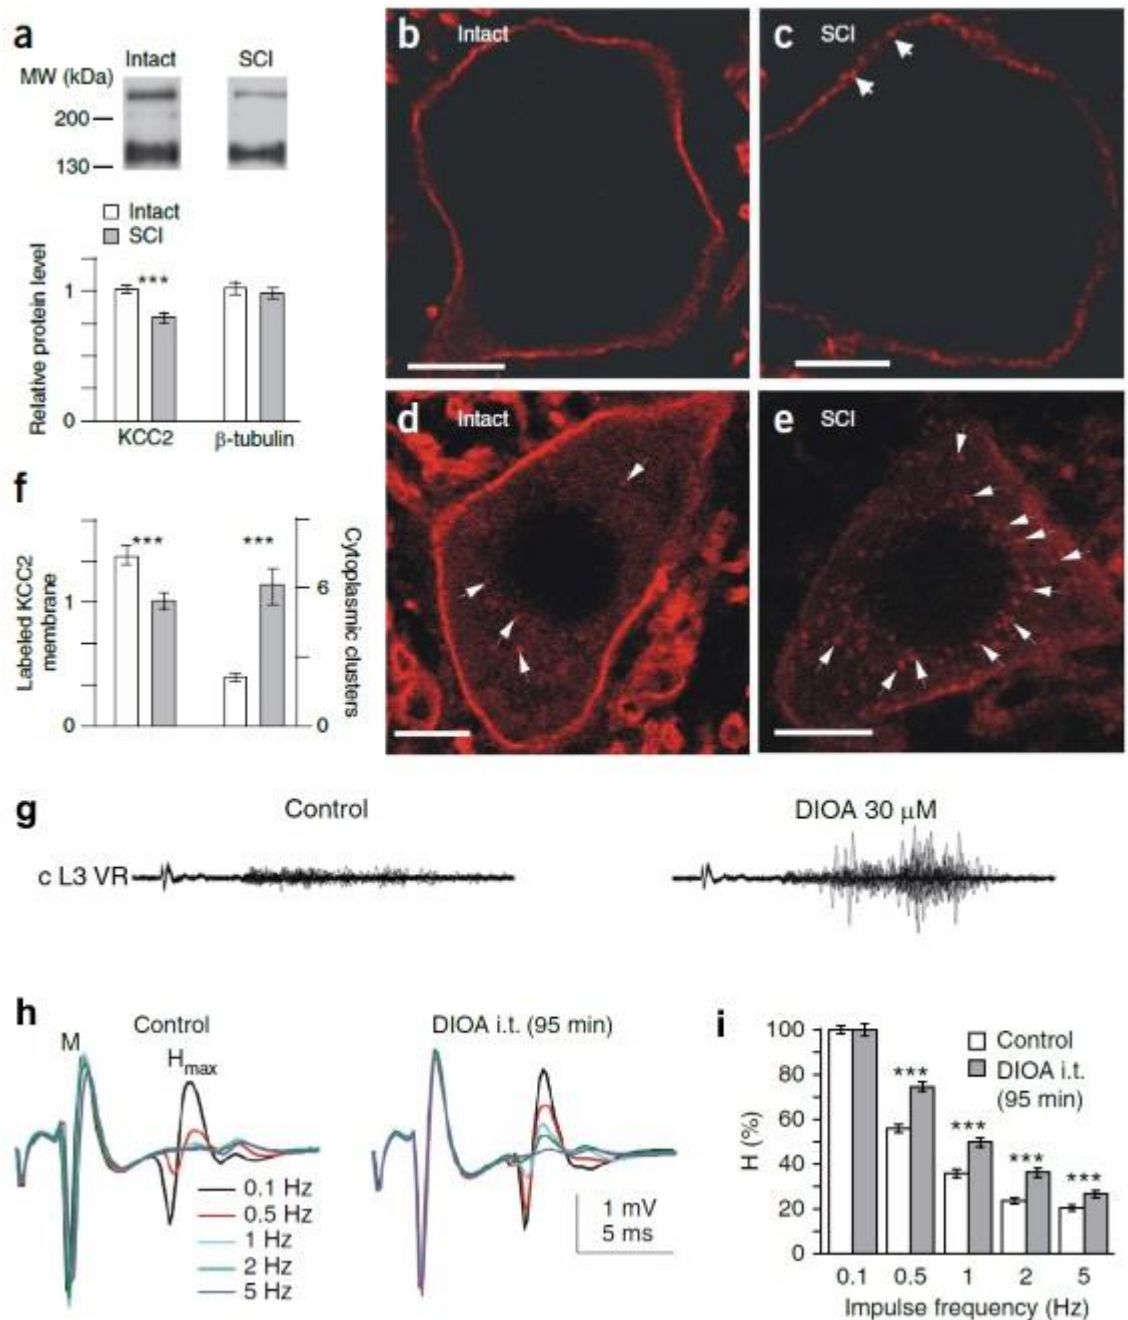 a
Intact SCI
MW (kDa)
200
130
Intact
SCI
Relative protein level
1
0
***
KCC2 β-tubulin
b Intact
c SCI
d Intact
e SCI
f
Labeled KCC2
membrane
1
0
*** ***
6
0
Cytoplasmic clusters
g
Control DIOA 30 μM
c L3 VR
h
Control DIOA i.t. (95 min)
M
Hmax
0.1 Hz
0.5 Hz
1 Hz
2 Hz
5 Hz
1 mV
5 ms
i
H (%)
100
80
60
40
20
0
Control
DIOA i.t.
(95 min)
***
***
***
***
0.1 0.5 1 2 5
Impulse frequency (Hz)